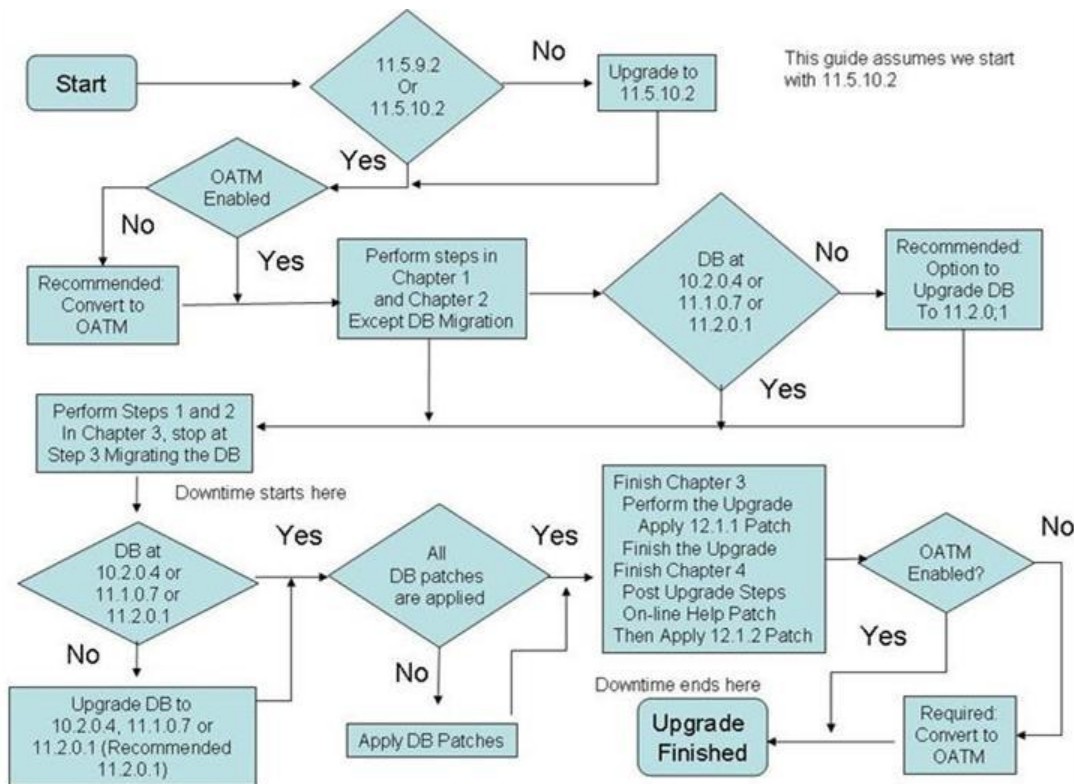 Start
11.5.9.2
Or
11.5.10.2
No
Upgrade to
11.5.10.2
This guide assumes we start
with 11.5.10.2
Yes
OATM
Enabled
No
Yes
Recommended:
Convert to
OATM
Perform steps in
Chapter 1
and Chapter 2
Except DB Migration
DB at
10.2.0.4 or
11.1.0.7 or
11.2.0.1
No
Recommended:
Option to
Upgrade DB
To 11.2.0;1
Yes
Perform Steps 1 and 2
In Chapter 3, stop at
Step 3 Migrating the DB
Downtime starts here
DB at
10.2.0.4 or
11.1.0.7 or
11.2.0.1
Yes
No
Upgrade DB to
10.2.0.4, 11.1.0.7 or
11.2.0.1 (Recommended
11.2.0.1)
All
DB patches
are applied
Yes
No
Apply DB Patches
Finish Chapter 3
Perform the Upgrade
Apply 12.1.1 Patch
Finish the Upgrade
Finish Chapter 4
Post Upgrade Steps
On-line Help Patch
Then Apply 12.1.2 Patch
OATM
Enabled?
No
Yes
Required:
Convert to
OATM
Downtime ends here
Upgrade
Finished